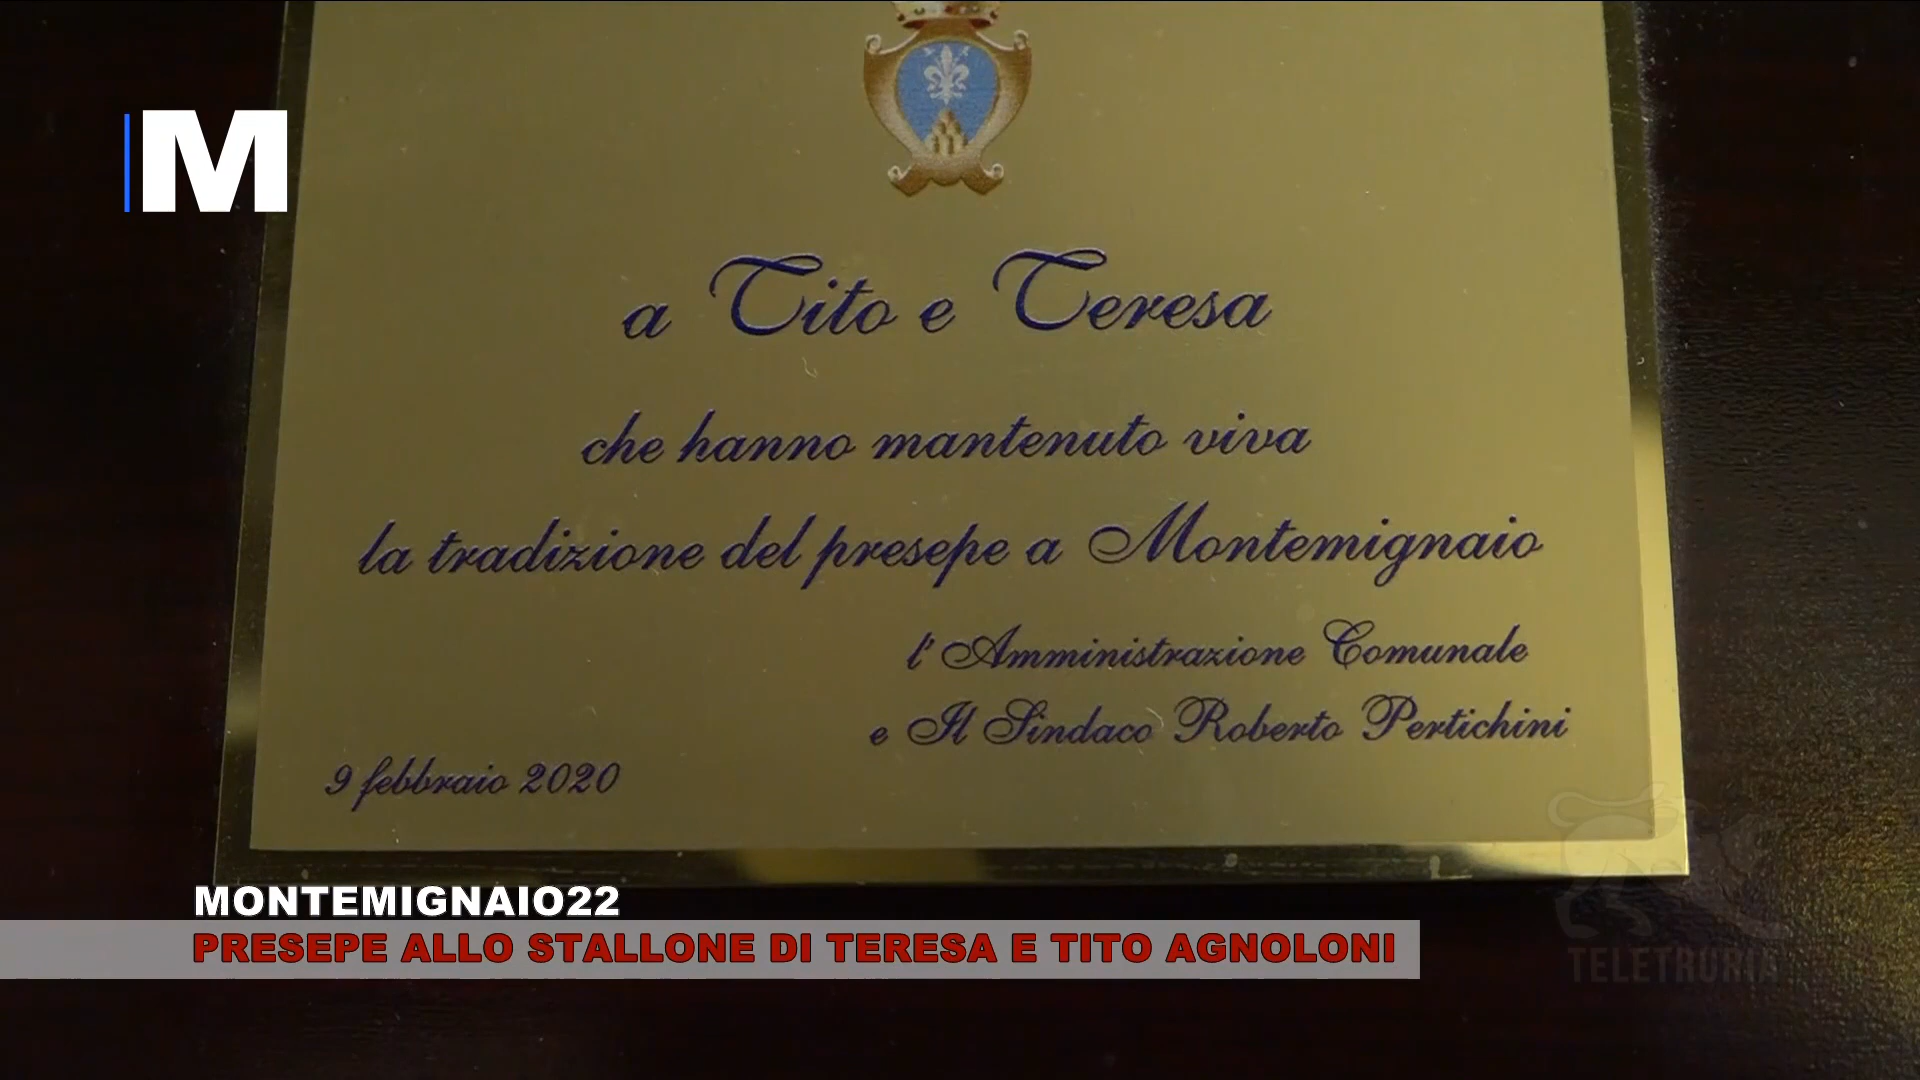 M
a Tito e Teresa
che hanno mantenuto viva
la tradizione del presepe a Montemignaio
l' Amministrazione Comunale
e Il Sindaco Roberto Pertichini
9 febbraio 2020
MONTEMIGNAIO22
PRESEPE ALLO STALLONE DI TERESA E TITO AGNOLONI
TELETRURIA